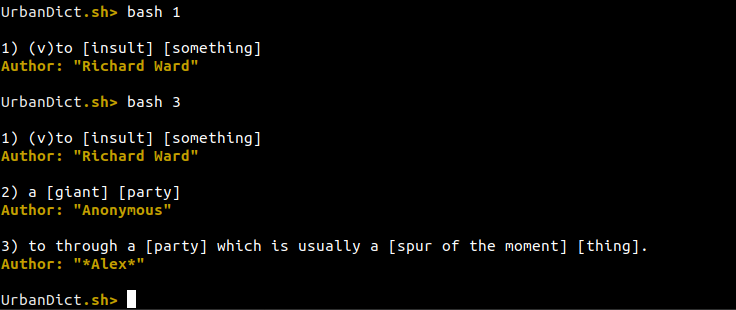 UrbanDict.sh> bash 1
1) (v)to [insult] [something]
Author: "Richard Ward"
UrbanDict.sh> bash 3
1) (v)to [insult] [something]
Author: "Richard Ward"
2) a [giant] [party]
Author: "Anonymous"
3) to through a [party] which is usually a [spur of the moment] [thing].
Author: "*Alex*"
UrbanDict.sh>